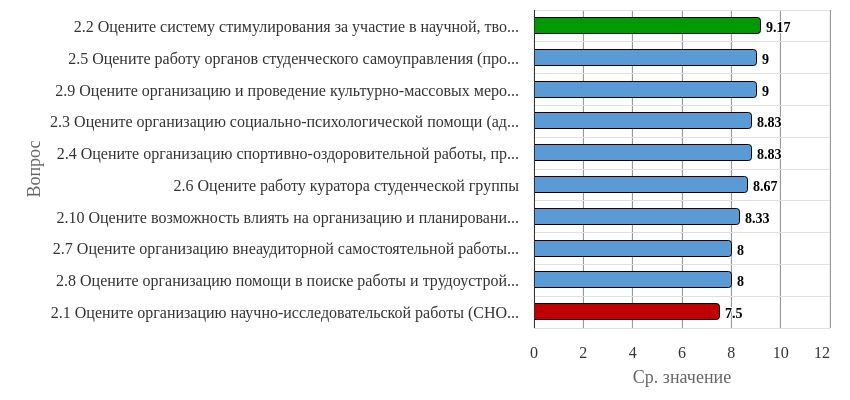 2.2 Оцените систему стимулирования за участие в научной, тво... 9.17
2.5 Оцените работу органов студенческого самоуправления (про... 9
2.9 Оцените организацию и проведение культурно-массовых меро... 9
2.3 Оцените организацию социально-психологической помощи (ад... 8.83
2.4 Оцените организацию спортивно-оздоровительной работы, пр... 8.83
2.6 Оцените работу куратора студенческой группы 8.67
2.10 Оцените возможность влиять на организацию и планировани... 8.33
2.7 Оцените организацию внеаудиторной самостоятельной работы... 8
2.8 Оцените организацию помощи в поиске работы и трудоустрой... 8
2.1 Оцените организацию научно-исследовательской работы (СНО... 7.5
Вопрос
0 2 4 6 8 10 12
Ср. значение